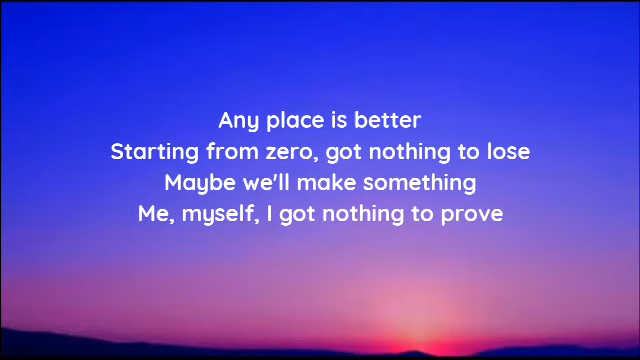 Any place is better
Starting from zero, got nothing to lose
Maybe we'll make something
Me, myself, I got nothing to prove